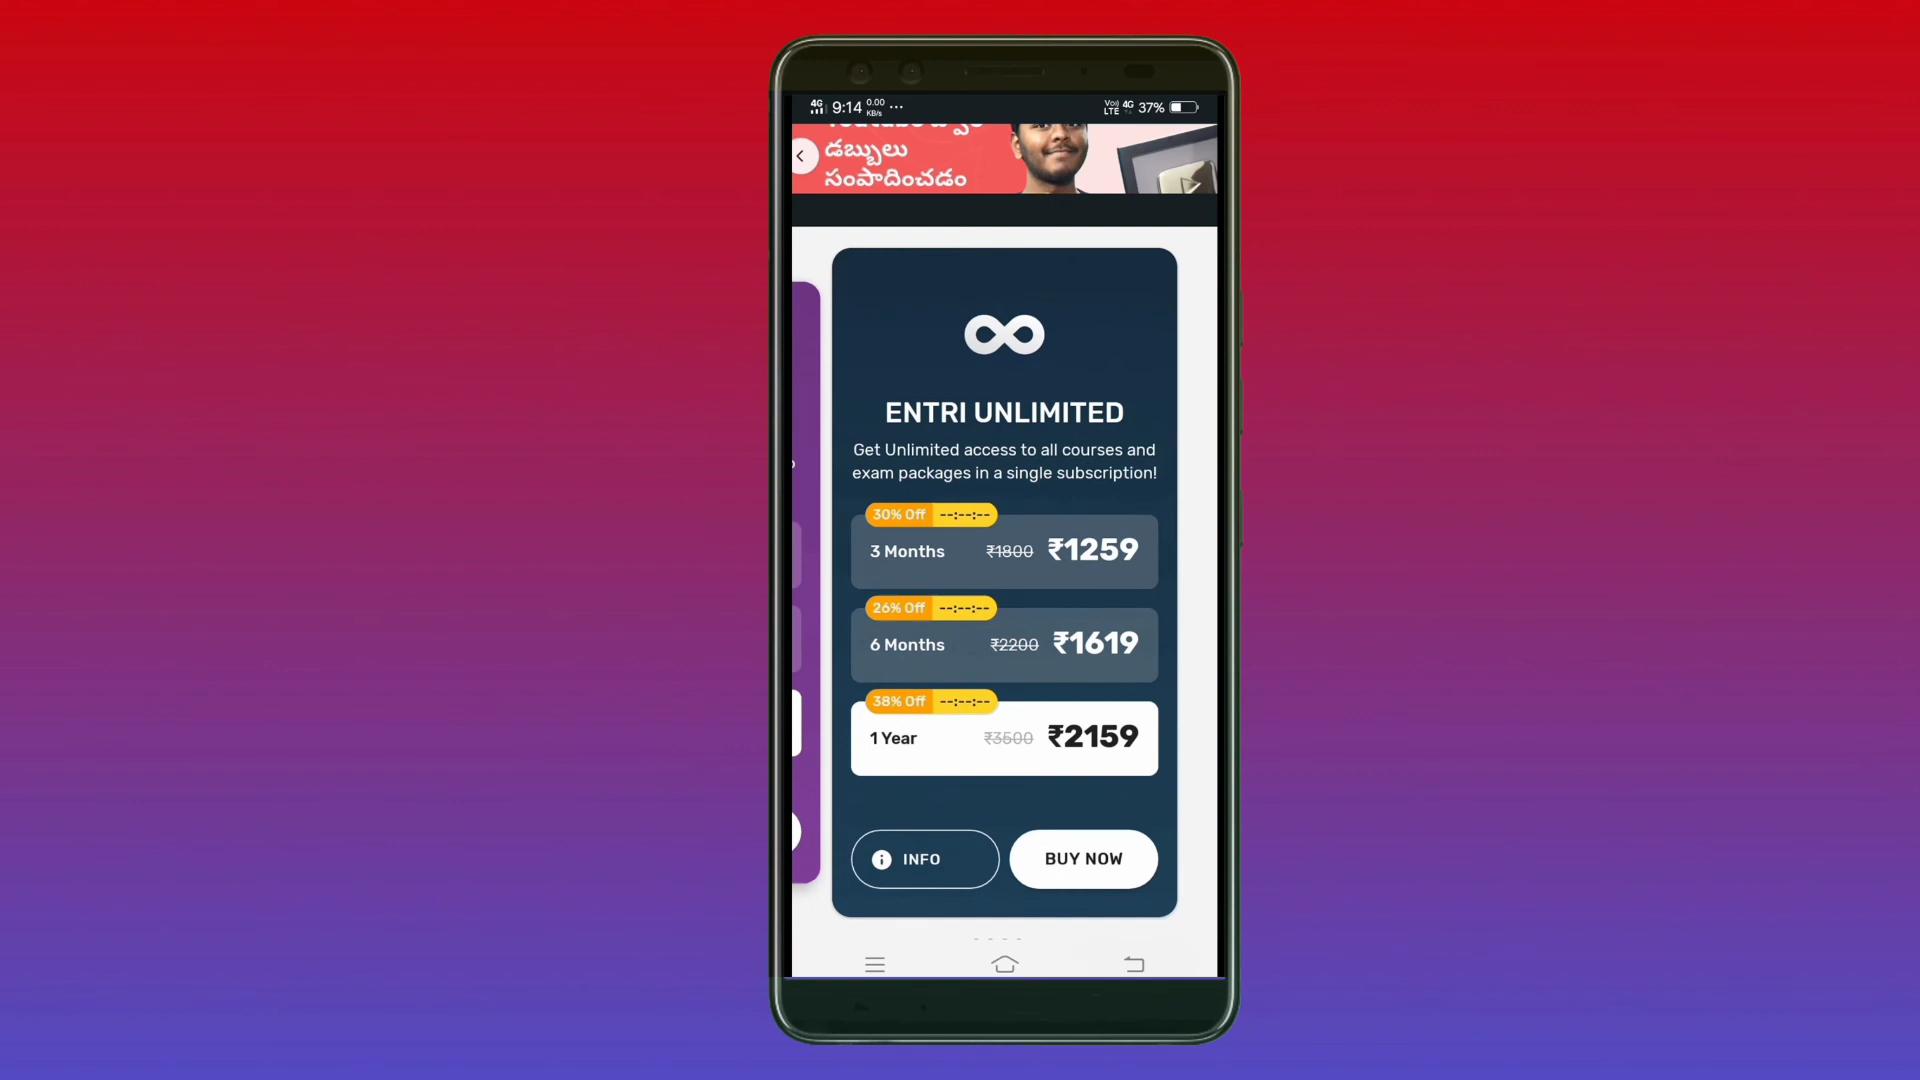 4G 9:14 0.00 KB/s ... Vo) LTE 4G 37%
డబ్బులు
సంపాదించడం
ENTRI UNLIMITED
Get Unlimited access to all courses and
exam packages in a single subscription!
30% Off --:--:--
3 Months ₹1800 ₹1259
26% Off --:--:--
6 Months ₹2200 ₹1619
38% Off --:--:--
1 Year ₹3500 ₹2159
INFO BUY NOW